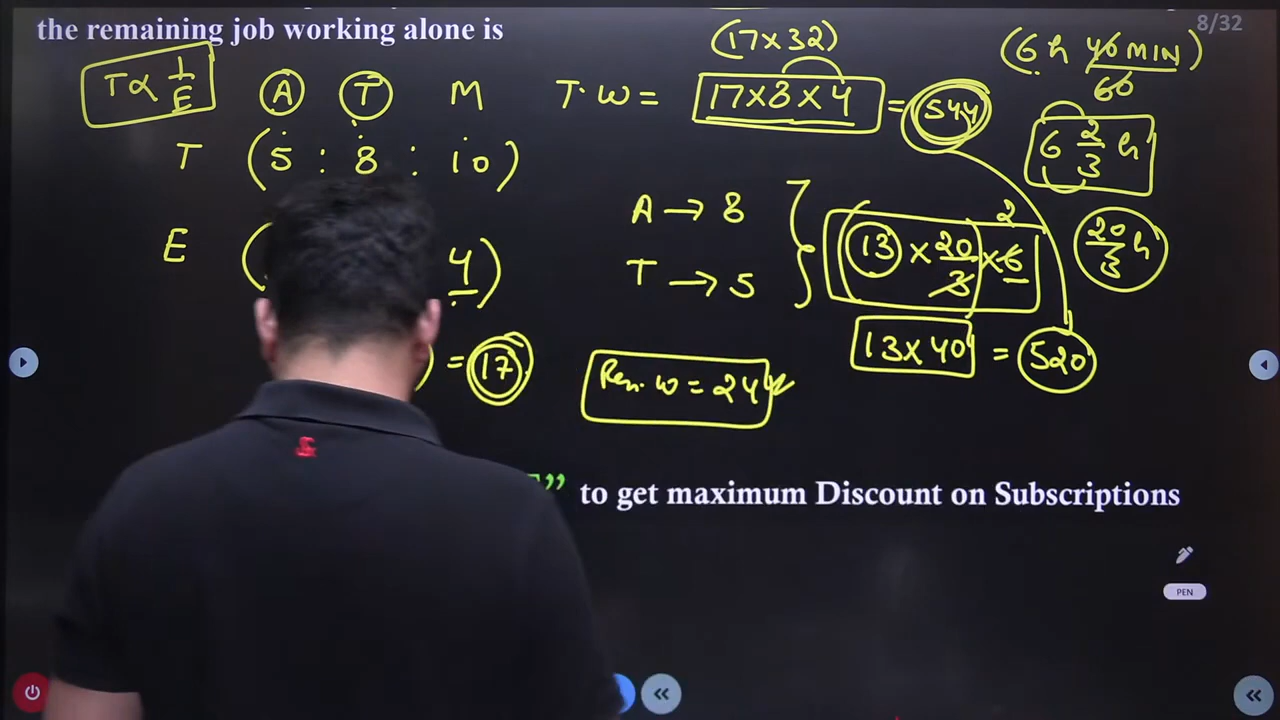 the remaining job working alone is
8/32
(17×32)
(6h 40 MIN)
60
T∝ 1/E
A T M
T·W = 17×8×4 = 544
6 2/3 h
T (5 : 8 : 10)
A → 8
2
13 × 20/3 × 6
20/3 h
E ( 4)
T → 5
13×40 = 520
) = 17
Rem. W = 24
” to get maximum Discount on Subscriptions
PEN